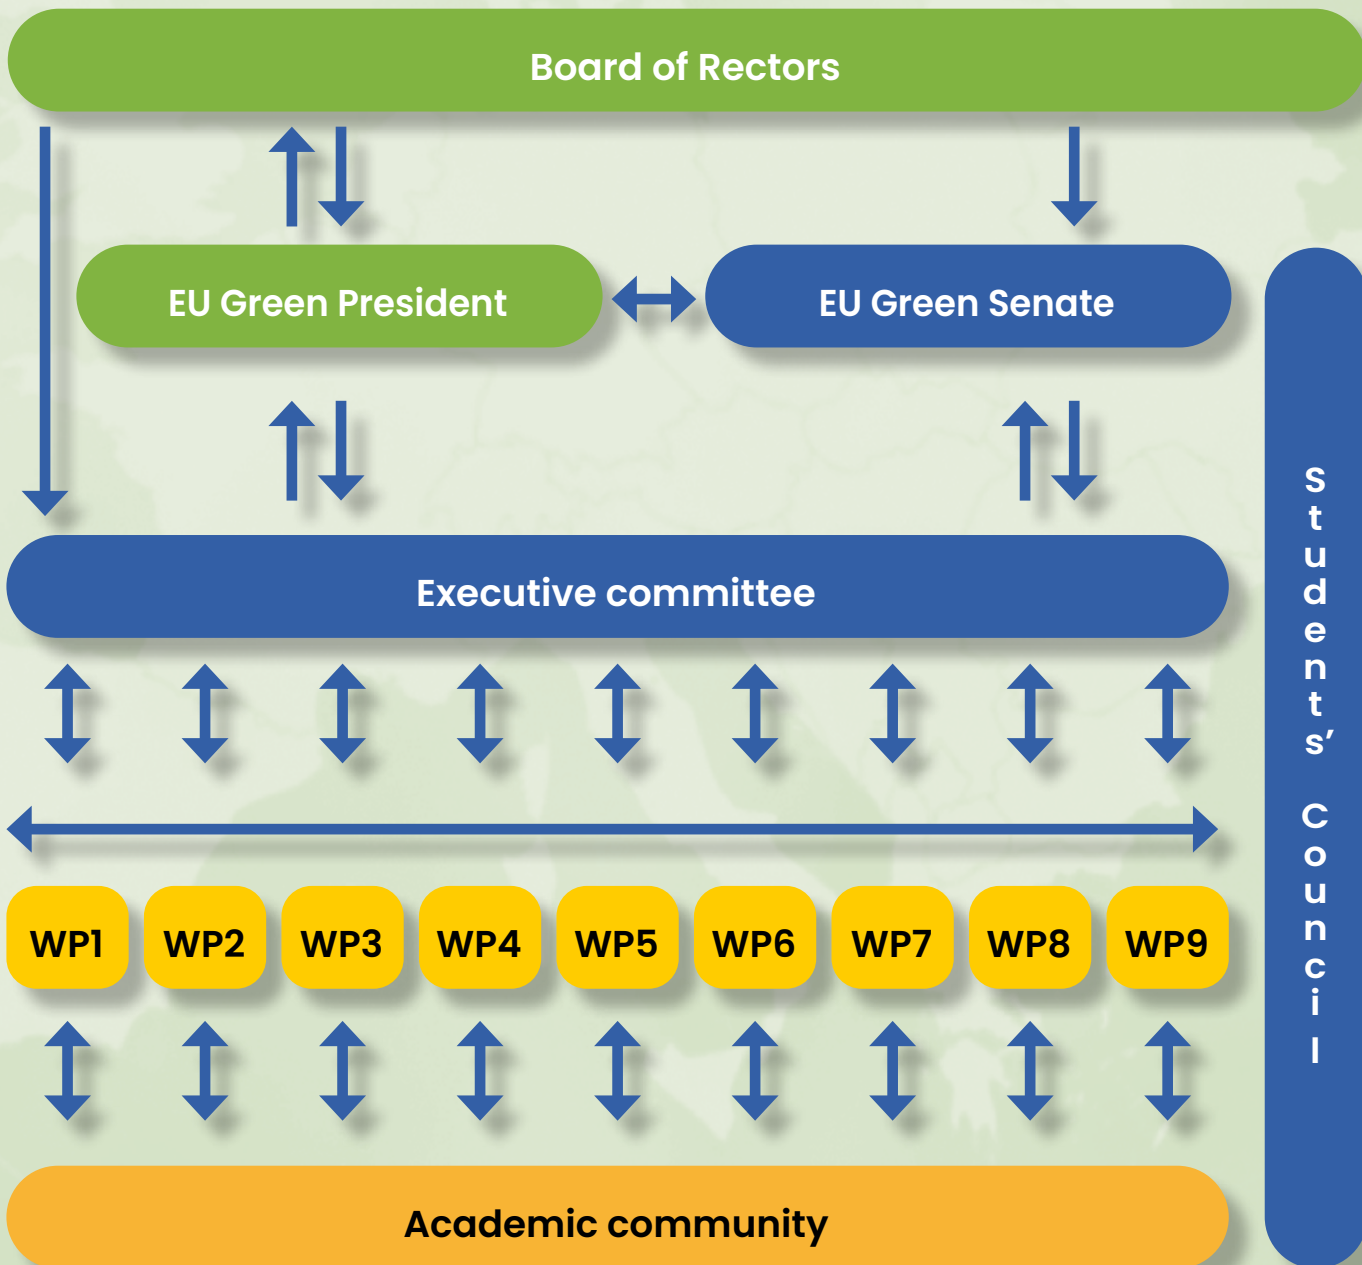 Board of Rectors
EU Green President
EU Green Senate
Executive committee
WP1
WP2
WP3
WP4
WP5
WP6
WP7
WP8
WP9
Academic community
Students’ Council